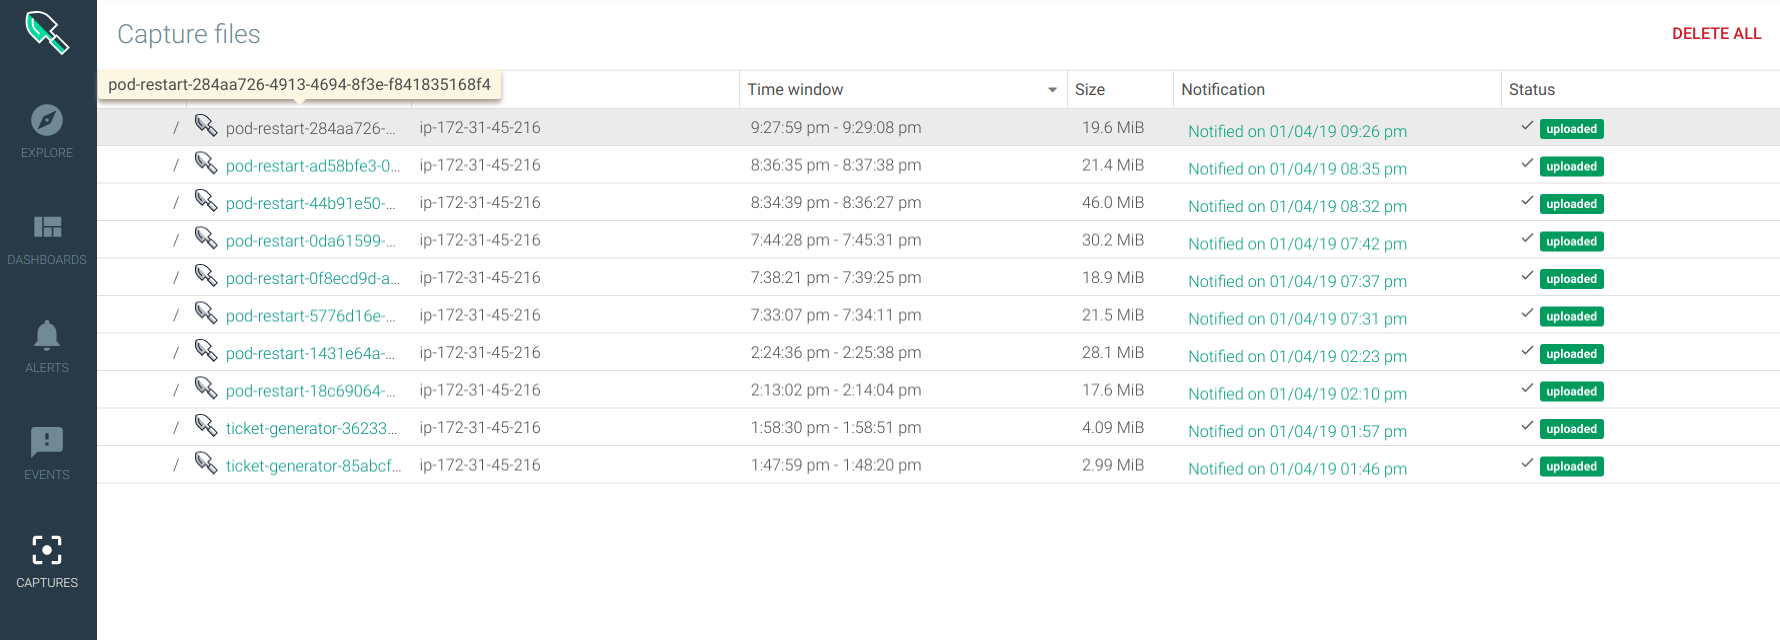 Capture files
DELETE ALL
pod-restart-284aa726-4913-4694-8f3e-f841835168f4
Time window Size Notification Status
/ pod-restart-284aa726-... ip-172-31-45-216 9:27:59 pm - 9:29:08 pm 19.6 MiB Notified on 01/04/19 09:26 pm uploaded
/ pod-restart-ad58bfe3-0... ip-172-31-45-216 8:36:35 pm - 8:37:38 pm 21.4 MiB Notified on 01/04/19 08:35 pm uploaded
/ pod-restart-44b91e50-... ip-172-31-45-216 8:34:39 pm - 8:36:27 pm 46.0 MiB Notified on 01/04/19 08:32 pm uploaded
/ pod-restart-0da61599-... ip-172-31-45-216 7:44:28 pm - 7:45:31 pm 30.2 MiB Notified on 01/04/19 07:42 pm uploaded
/ pod-restart-0f8ecd9d-a... ip-172-31-45-216 7:38:21 pm - 7:39:25 pm 18.9 MiB Notified on 01/04/19 07:37 pm uploaded
/ pod-restart-5776d16e-... ip-172-31-45-216 7:33:07 pm - 7:34:11 pm 21.5 MiB Notified on 01/04/19 07:31 pm uploaded
/ pod-restart-1431e64a-... ip-172-31-45-216 2:24:36 pm - 2:25:38 pm 28.1 MiB Notified on 01/04/19 02:23 pm uploaded
/ pod-restart-18c69064-... ip-172-31-45-216 2:13:02 pm - 2:14:04 pm 17.6 MiB Notified on 01/04/19 02:10 pm uploaded
/ ticket-generator-36233... ip-172-31-45-216 1:58:30 pm - 1:58:51 pm 4.09 MiB Notified on 01/04/19 01:57 pm uploaded
/ ticket-generator-85abcf... ip-172-31-45-216 1:47:59 pm - 1:48:20 pm 2.99 MiB Notified on 01/04/19 01:46 pm uploaded
EXPLORE
DASHBOARDS
ALERTS
EVENTS
CAPTURES